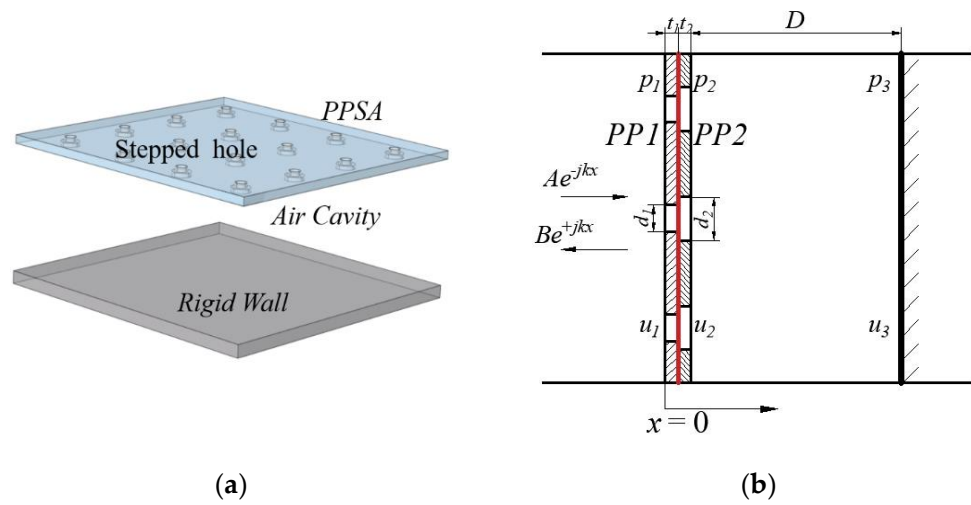 PPSA
Stepped hole
Air Cavity
Rigid Wall
(a)
t₁ t₂ D
p₁ p₂ p₃
PP1 PP2
Ae⁻ʲᵏˣ
d₁ d₂
Be⁺ʲᵏˣ
u₁ u₂ u₃
x = 0
(b)